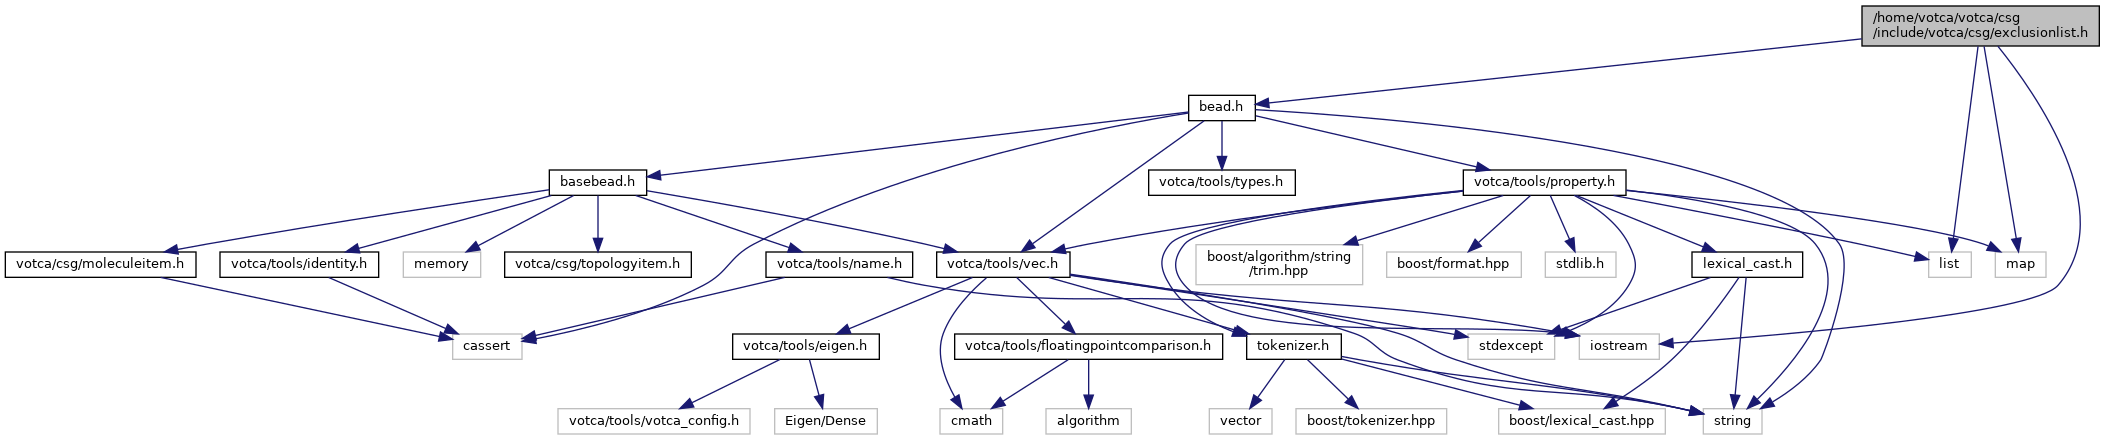 /home/votca/votca/csg
/include/votca/csg/exclusionlist.h
bead.h
basebead.h
votca/tools/types.h
votca/tools/property.h
votca/csg/moleculeitem.h
votca/tools/identity.h
memory
votca/csg/topologyitem.h
votca/tools/name.h
votca/tools/vec.h
boost/algorithm/string
/trim.hpp
boost/format.hpp
stdlib.h
lexical_cast.h
list
map
cassert
votca/tools/eigen.h
votca/tools/floatingpointcomparison.h
tokenizer.h
stdexcept
iostream
votca/tools/votca_config.h
Eigen/Dense
cmath
algorithm
vector
boost/tokenizer.hpp
boost/lexical_cast.hpp
string